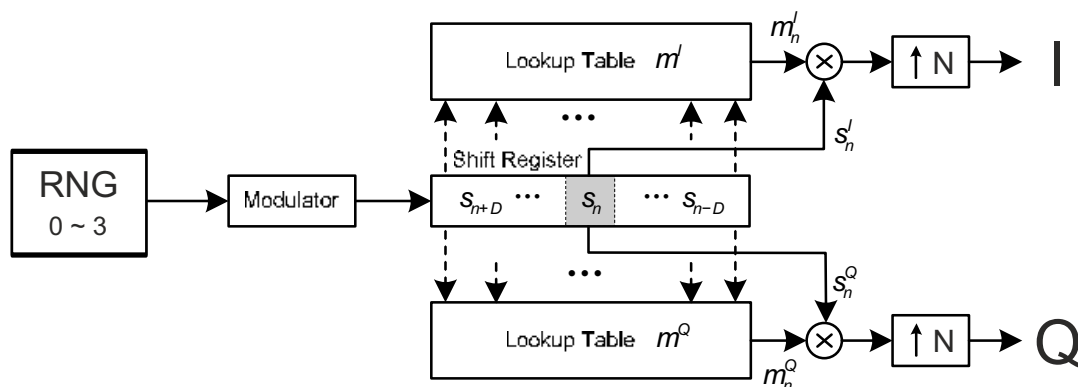 Lookup Table m^I
m_n^I
↑ N
I
...
s_n^I
Shift Register
RNG
0 ~ 3
Modulator
s_{n+D} ... s_n ... s_{n-D}
...
s_n^Q
Lookup Table m^Q
m_n^Q
↑ N
Q